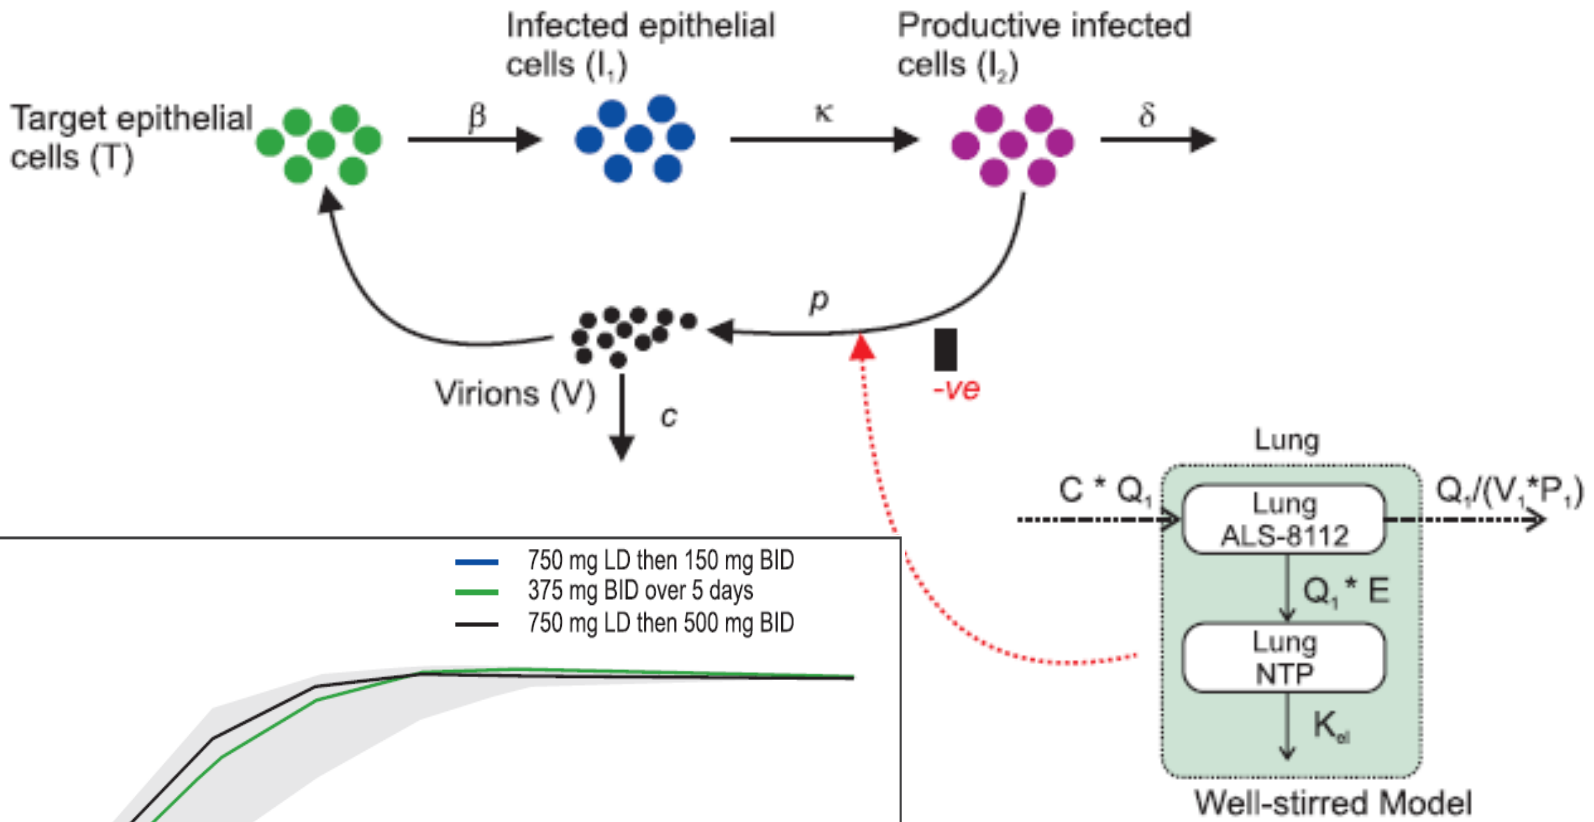 Infected epithelial
cells (I₁)
Productive infected
cells (I₂)
Target epithelial
cells (T)
β
κ
δ
p
Virions (V)
c
-ve
Lung
C * Q₁
Lung
ALS-8112
Q₁/(V₁*P₁)
Q₁ * E
Lung
NTP
Kₑₗ
Well-stirred Model
750 mg LD then 150 mg BID
375 mg BID over 5 days
750 mg LD then 500 mg BID